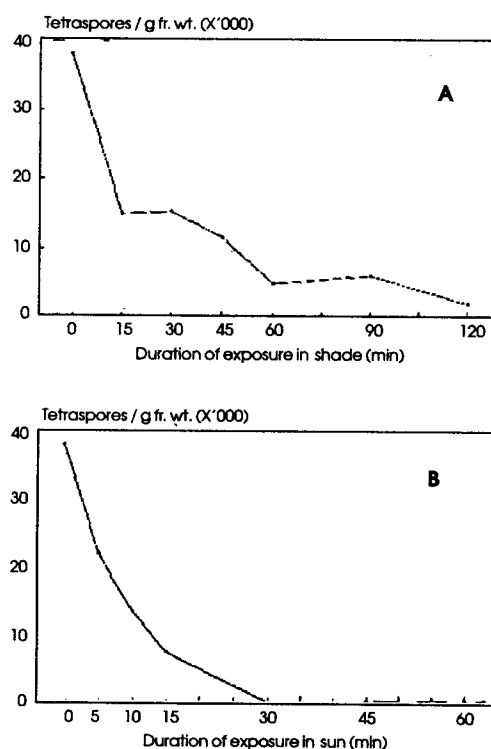 Tetraspores / g fr. wt. (X'000)
40
A
30
20
10
0
0 15 30 45 60 90 120
Duration of exposure in shade (min)
Tetraspores / g fr. wt. (X'000)
40
B
30
20
10
0
0 5 10 15 30 45 60
Duration of exposure in sun (min)